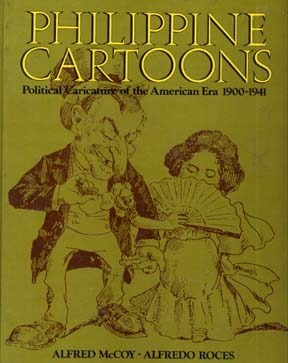 PHILIPPINE
CARTOONS
Political Caricature of the American Era 1900-1941
ALFRED McCOY · ALFREDO ROCES